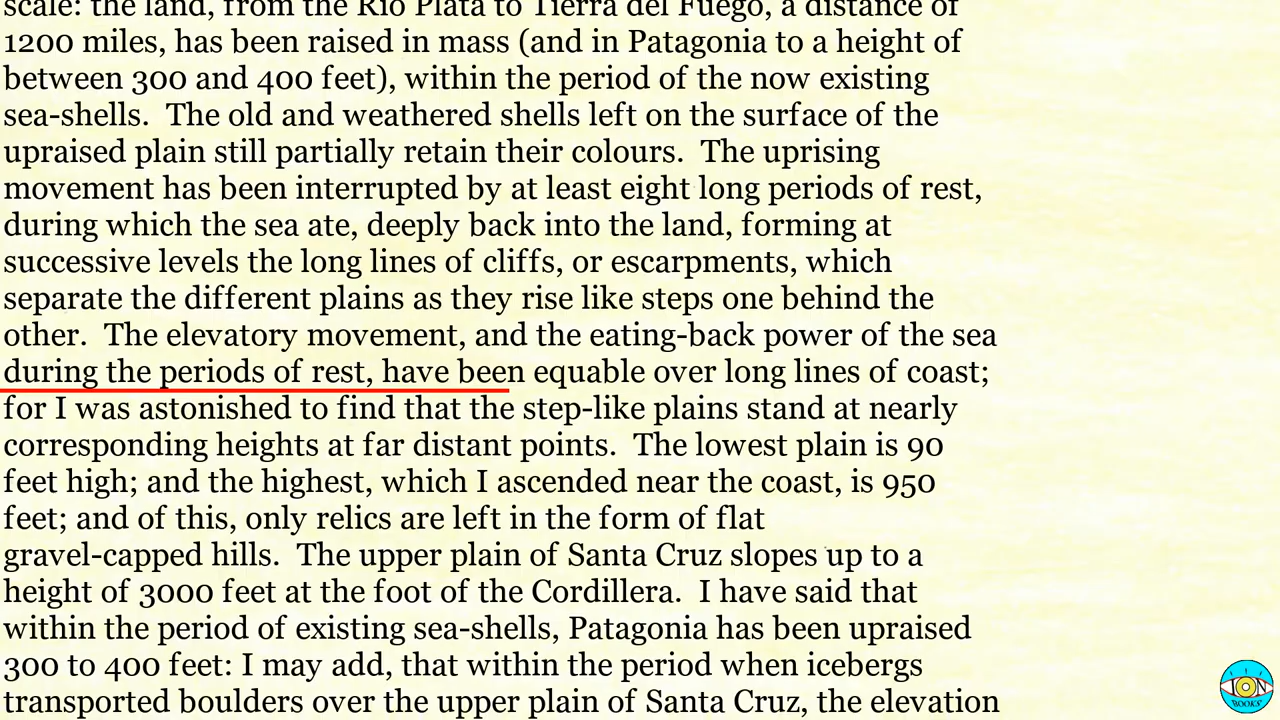 scale: the land, from the Rio Plata to Tierra del Fuego, a distance of
1200 miles, has been raised in mass (and in Patagonia to a height of
between 300 and 400 feet), within the period of the now existing
sea-shells.  The old and weathered shells left on the surface of the
upraised plain still partially retain their colours.  The uprising
movement has been interrupted by at least eight long periods of rest,
during which the sea ate, deeply back into the land, forming at
successive levels the long lines of cliffs, or escarpments, which
separate the different plains as they rise like steps one behind the
other.  The elevatory movement, and the eating-back power of the sea
during the periods of rest, have been equable over long lines of coast;
for I was astonished to find that the step-like plains stand at nearly
corresponding heights at far distant points.  The lowest plain is 90
feet high; and the highest, which I ascended near the coast, is 950
feet; and of this, only relics are left in the form of flat
gravel-capped hills.  The upper plain of Santa Cruz slopes up to a
height of 3000 feet at the foot of the Cordillera.  I have said that
within the period of existing sea-shells, Patagonia has been upraised
300 to 400 feet: I may add, that within the period when icebergs
transported boulders over the upper plain of Santa Cruz, the elevation
ION
BOOKS